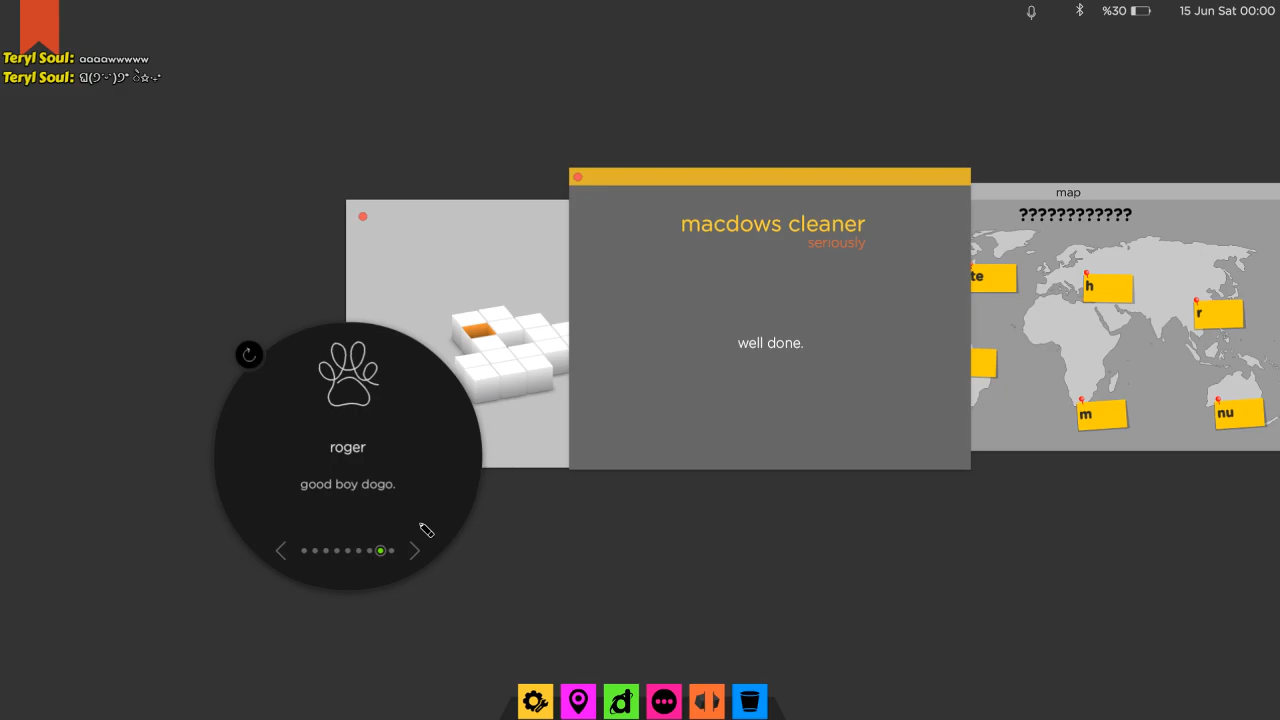 %30
15 Jun Sat 00:00
Teryl Soul: aaaawwwww
Teryl Soul:
map
????????????
macdows cleaner
seriously
te
h
r
well done.
m
nu
roger
good boy dogo.